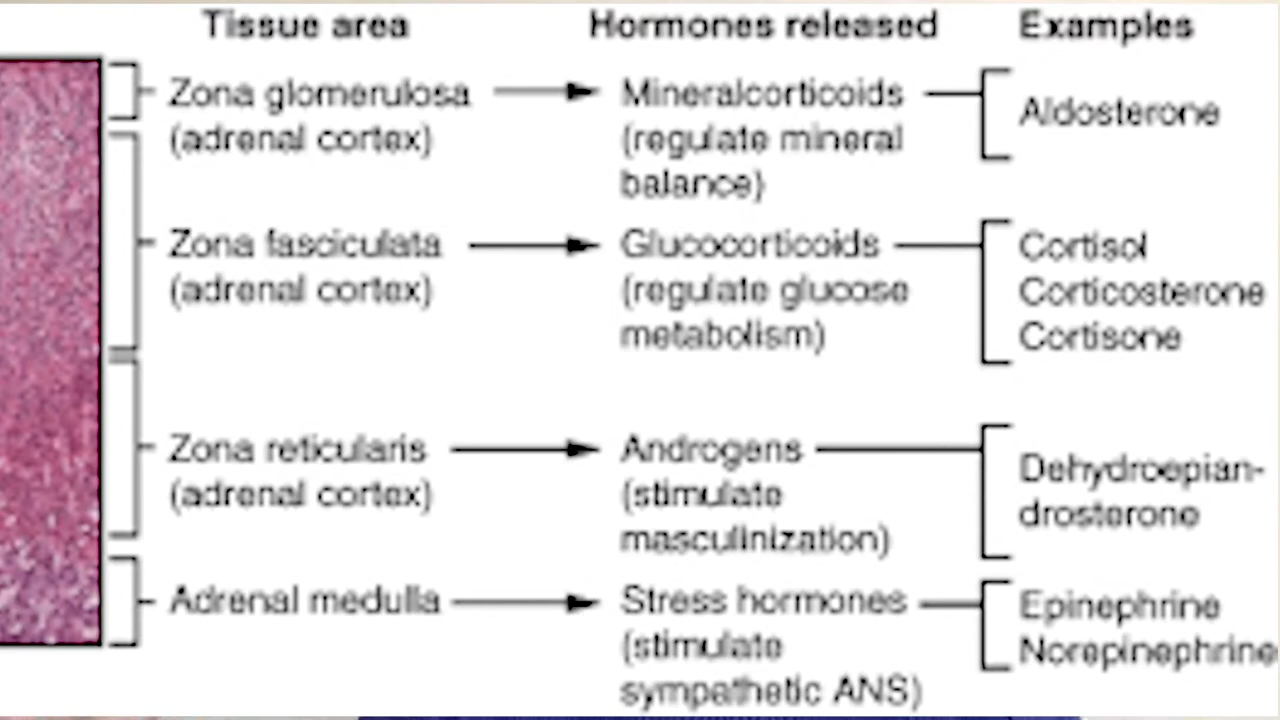 Tissue area Hormones released Examples
Zona glomerulosa
(adrenal cortex)
Mineralcorticoids
(regulate mineral
balance)
Aldosterone
Zona fasciculata
(adrenal cortex)
Glucocorticoids
(regulate glucose
metabolism)
Cortisol
Corticosterone
Cortisone
Zona reticularis
(adrenal cortex)
Androgens
(stimulate
masculinization)
Dehydroepian-
drosterone
Adrenal medulla
Stress hormones
(stimulate
sympathetic ANS)
Epinephrine
Norepinephrine